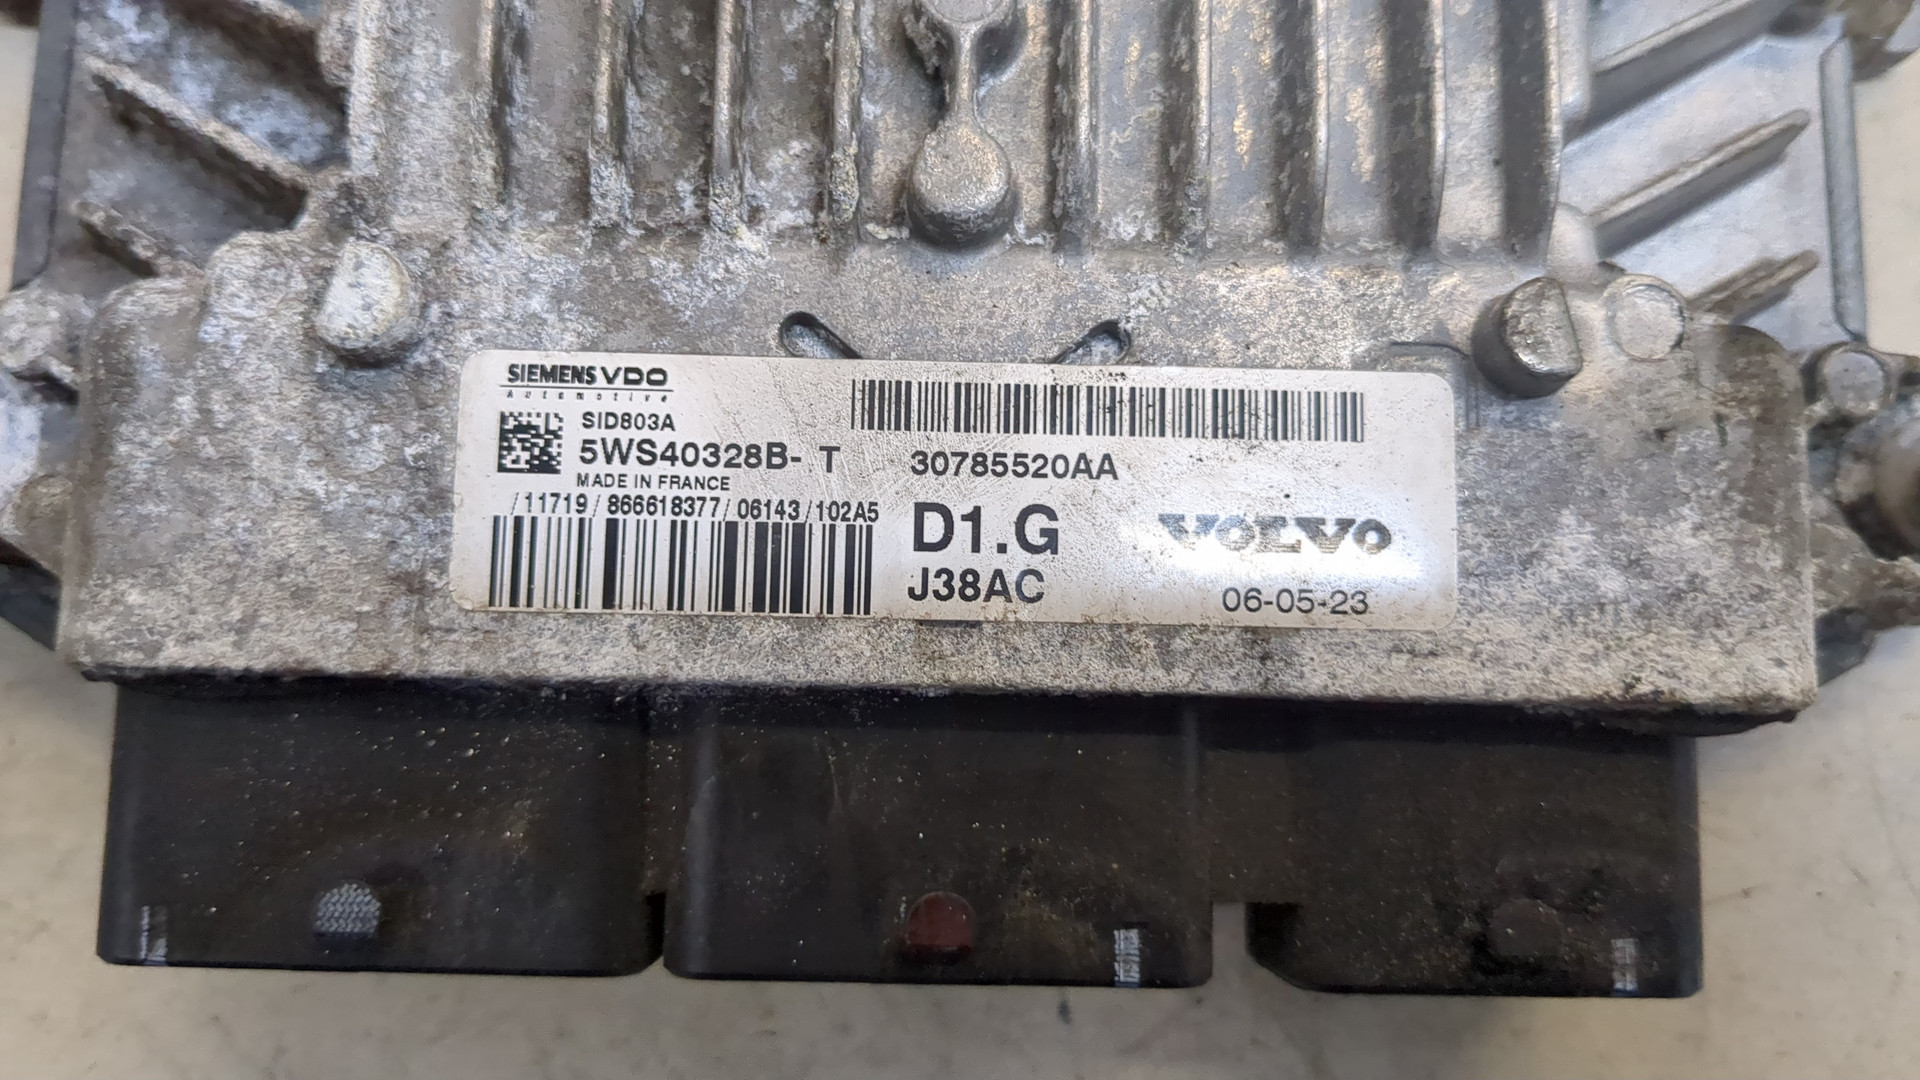 SIEMENS VDO
Automotive
SID803A
5WS40328B- T
30785520AA
MADE IN FRANCE
/11719/866618377/06143/102A5
D1.G
VOLVO
J38AC
06-05-23